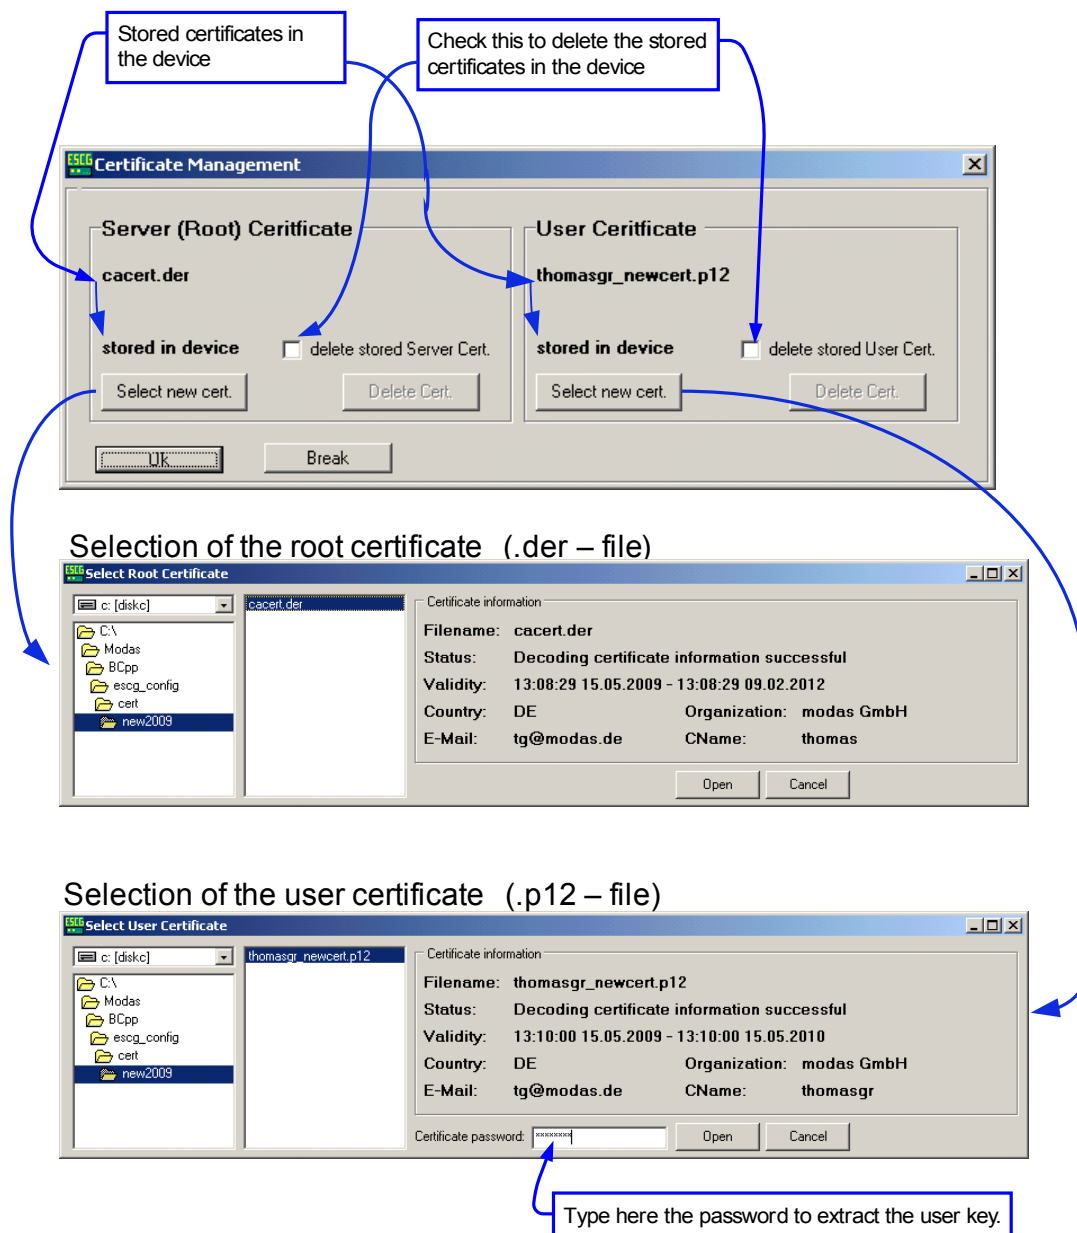 Stored certificates in
the device
Check this to delete the stored
certificates in the device
ESCG Certificate Management
Server (Root) Ceritficate
cacert.der
stored in device
delete stored Server Cert.
Select new cert.
Delete Cert.
User Ceritficate
thomasgr_newcert.p12
stored in device
delete stored User Cert.
Select new cert.
Delete Cert.
Ok
Break
Selection of the root certificate (.der – file)
ESCG Select Root Certificate
c: [diskc]
C:\
Modas
BCpp
escg_config
cert
new2009
cacert.der
Certificate information
Filename: cacert.der
Status: Decoding certificate information successful
Validity: 13:08:29 15.05.2009 - 13:08:29 09.02.2012
Country: DE Organization: modas GmbH
E-Mail: tg@modas.de CName: thomas
Open Cancel
Selection of the user certificate (.p12 – file)
ESCG Select User Certificate
c: [diskc]
C:\
Modas
BCpp
escg_config
cert
new2009
thomasgr_newcert.p12
Certificate information
Filename: thomasgr_newcert.p12
Status: Decoding certificate information successful
Validity: 13:10:00 15.05.2009 - 13:10:00 15.05.2010
Country: DE Organization: modas GmbH
E-Mail: tg@modas.de CName: thomasgr
Certificate password: ******** Open Cancel
Type here the password to extract the user key.